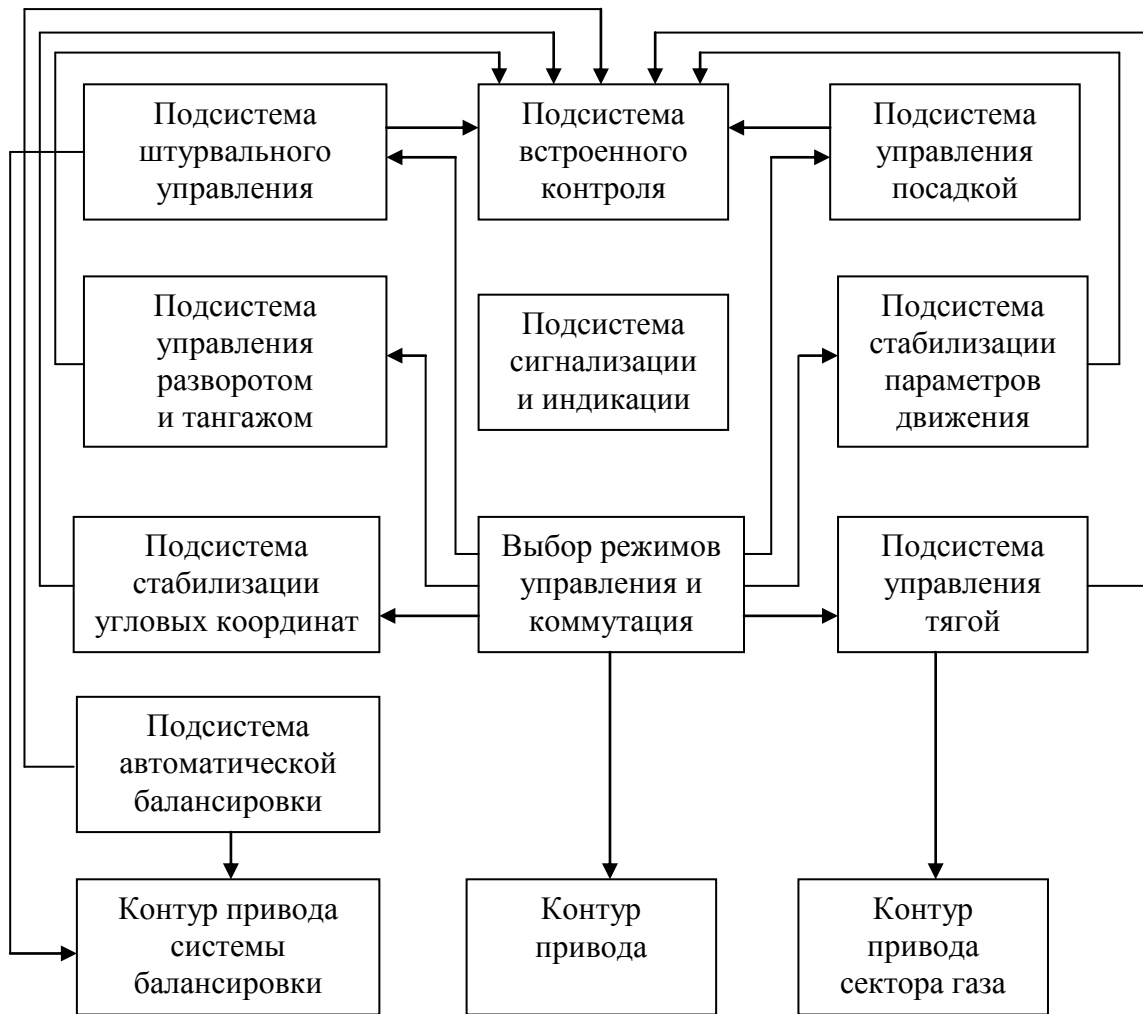 Подсистема
штурвального
управления
Подсистема
встроенного
контроля
Подсистема
управления
посадкой
Подсистема
управления
разворотом
и тангажом
Подсистема
сигнализации
и индикации
Подсистема
стабилизации
параметров
движения
Подсистема
стабилизации
угловых координат
Выбор режимов
управления и
коммутация
Подсистема
управления
тягой
Подсистема
автоматической
балансировки
Контур привода
системы
балансировки
Контур
привода
Контур
привода
сектора газа